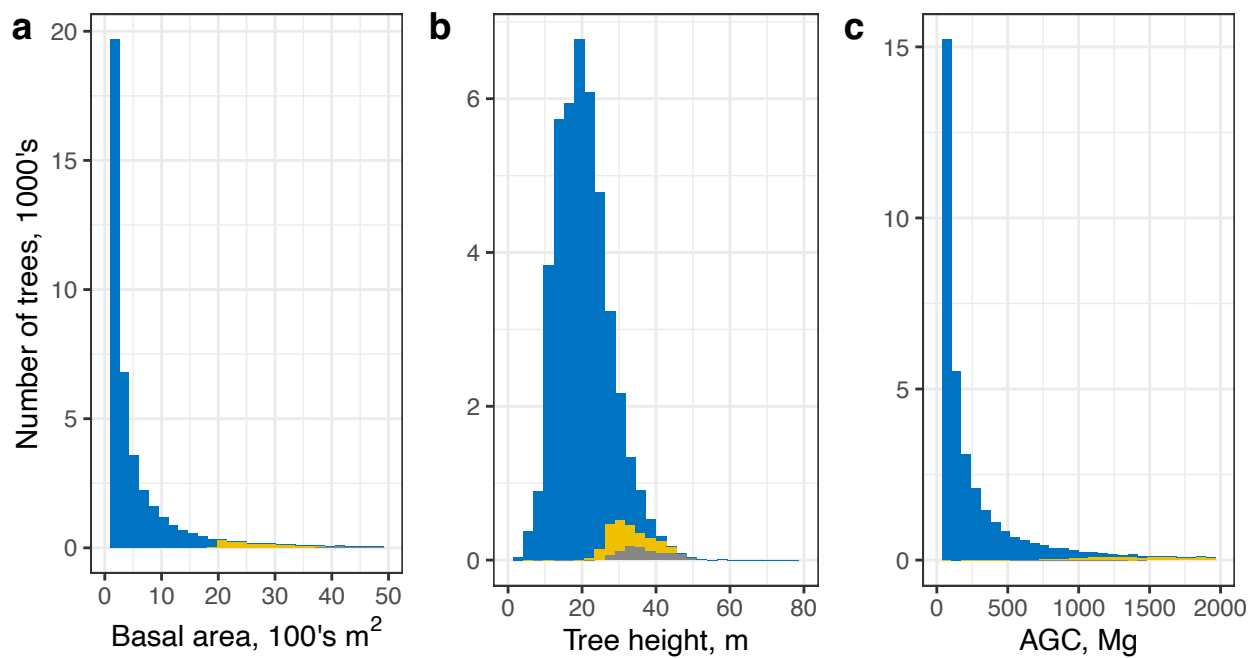 a
b
c
Number of trees, 1000's
20
15
10
5
0
0 10 20 30 40 50
Basal area, 100's m²
6
4
2
0
0 20 40 60 80
Tree height, m
15
10
5
0
0 500 1000 1500 2000
AGC, Mg